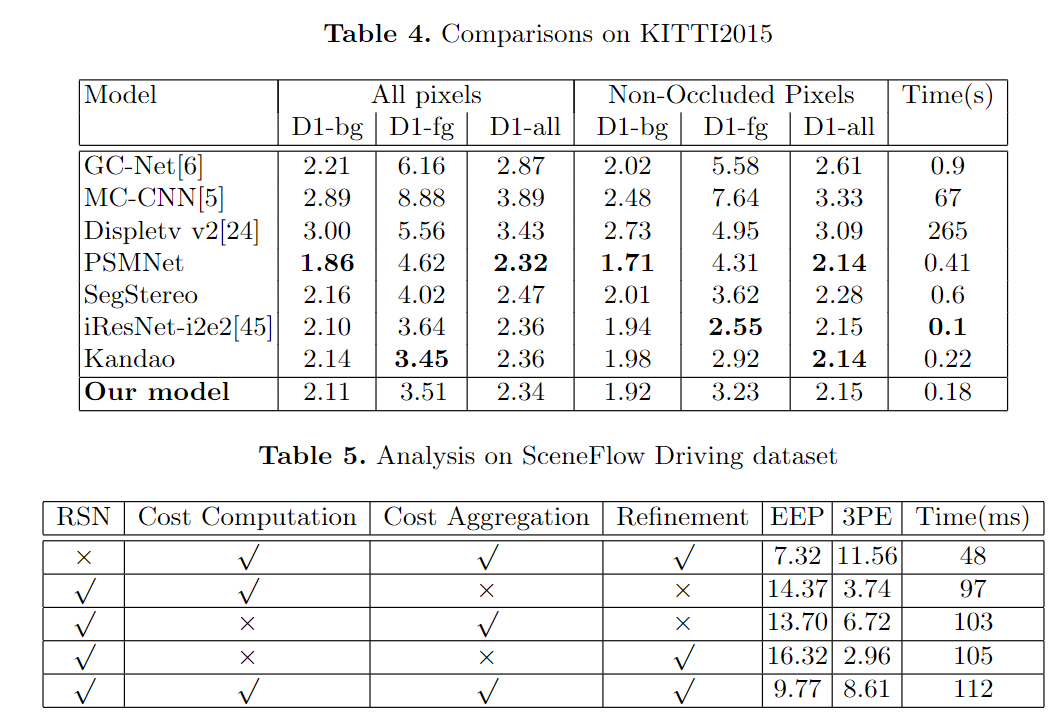 Table 4. Comparisons on KITTI2015
Model All pixels Non-Occluded Pixels Time(s)
D1-bg D1-fg D1-all D1-bg D1-fg D1-all
GC-Net[6] 2.21 6.16 2.87 2.02 5.58 2.61 0.9
MC-CNN[5] 2.89 8.88 3.89 2.48 7.64 3.33 67
Displetv v2[24] 3.00 5.56 3.43 2.73 4.95 3.09 265
PSMNet 1.86 4.62 2.32 1.71 4.31 2.14 0.41
SegStereo 2.16 4.02 2.47 2.01 3.62 2.28 0.6
iResNet-i2e2[45] 2.10 3.64 2.36 1.94 2.55 2.15 0.1
Kandao 2.14 3.45 2.36 1.98 2.92 2.14 0.22
Our model 2.11 3.51 2.34 1.92 3.23 2.15 0.18
Table 5. Analysis on SceneFlow Driving dataset
RSN Cost Computation Cost Aggregation Refinement EEP 3PE Time(ms)
× √ √ √ 7.32 11.56 48
√ √ × × 14.37 3.74 97
√ × √ × 13.70 6.72 103
√ × × √ 16.32 2.96 105
√ √ √ √ 9.77 8.61 112